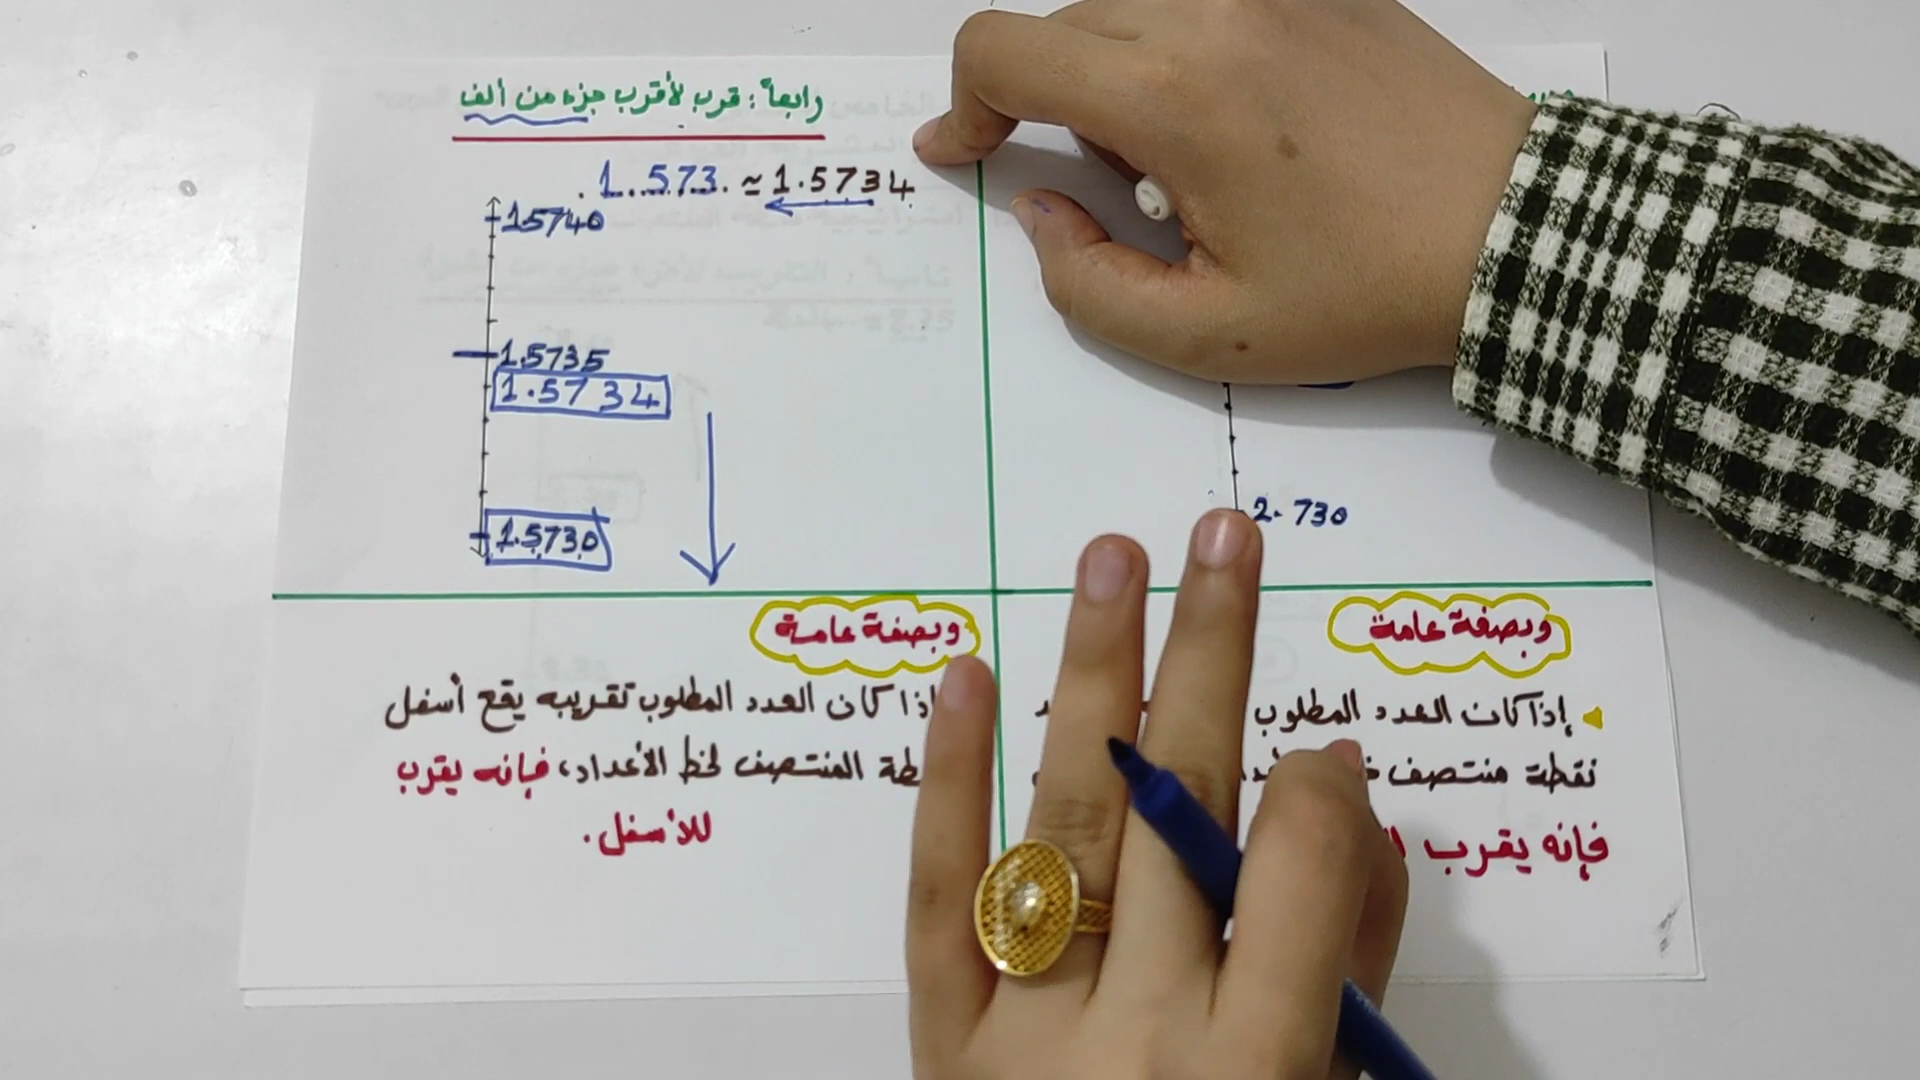 رابعاً: قرب لأقرب جزء من ألف
1.573 ≃ 1.5734
1.5740
1.5735
1.5734
1.5730
2.730
وبصفة عامة
إذا كان العدد المطلوب
نقطة منتصف
فإنه يقرب
وبصفة عامة
كان العدد المطلوب تقريبه يقع أسفل
المنتصف لخط الأعداد، فإنه يقرب
للأسفل.